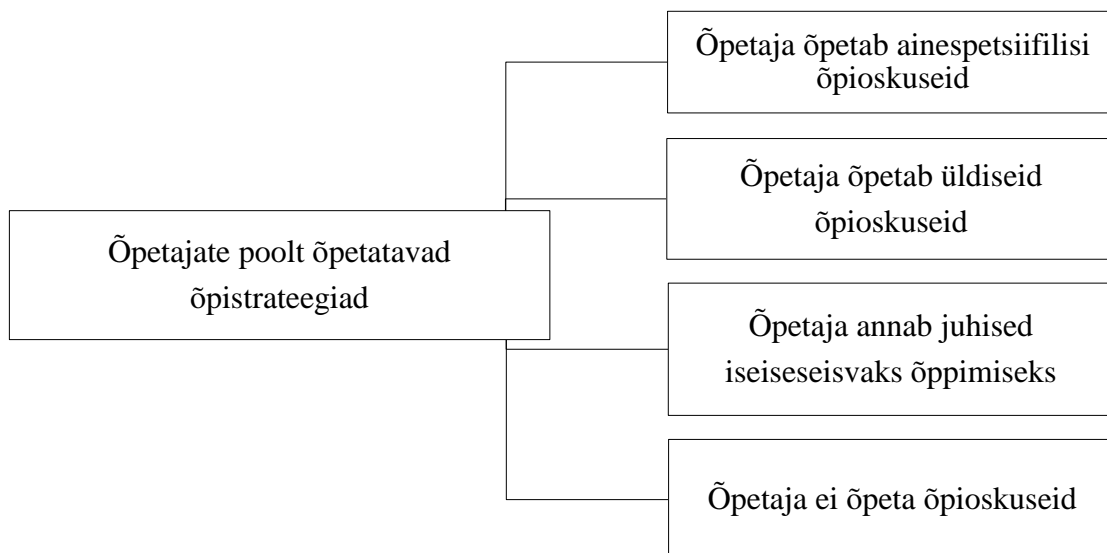 Õpetaja õpetab ainespetsiifilisi
õpioskuseid
Õpetaja õpetab üldiseid
õpioskuseid
Õpetajate poolt õpetatavad
õpistrateegiad
Õpetaja annab juhised
iseiseseisvaks õppimiseks
Õpetaja ei õpeta õpioskuseid